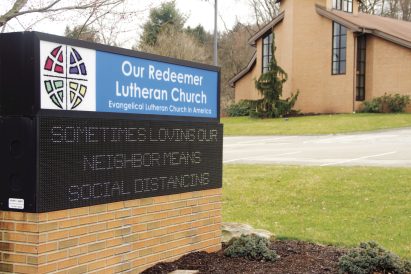 Our Redeemer
Lutheran Church
Evangelical Lutheran Church in America
SOMETIMES LOVING OUR
NEIGHBOR MEANS
SOCIAL DISTANCING